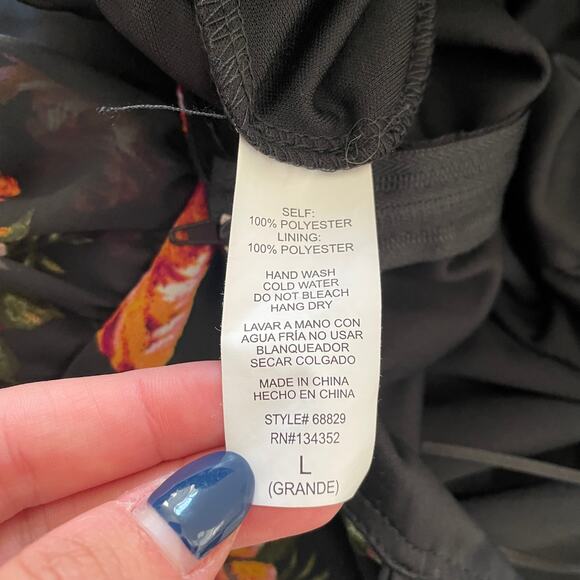 SELF:
100% POLYESTER
LINING:
100% POLYESTER
HAND WASH
COLD WATER
DO NOT BLEACH
HANG DRY
LAVAR A MANO CON
AGUA FRÍA NO USAR
BLANQUEADOR
SECAR COLGADO
MADE IN CHINA
HECHO EN CHINA
STYLE# 68829
RN#134352
L
(GRANDE)